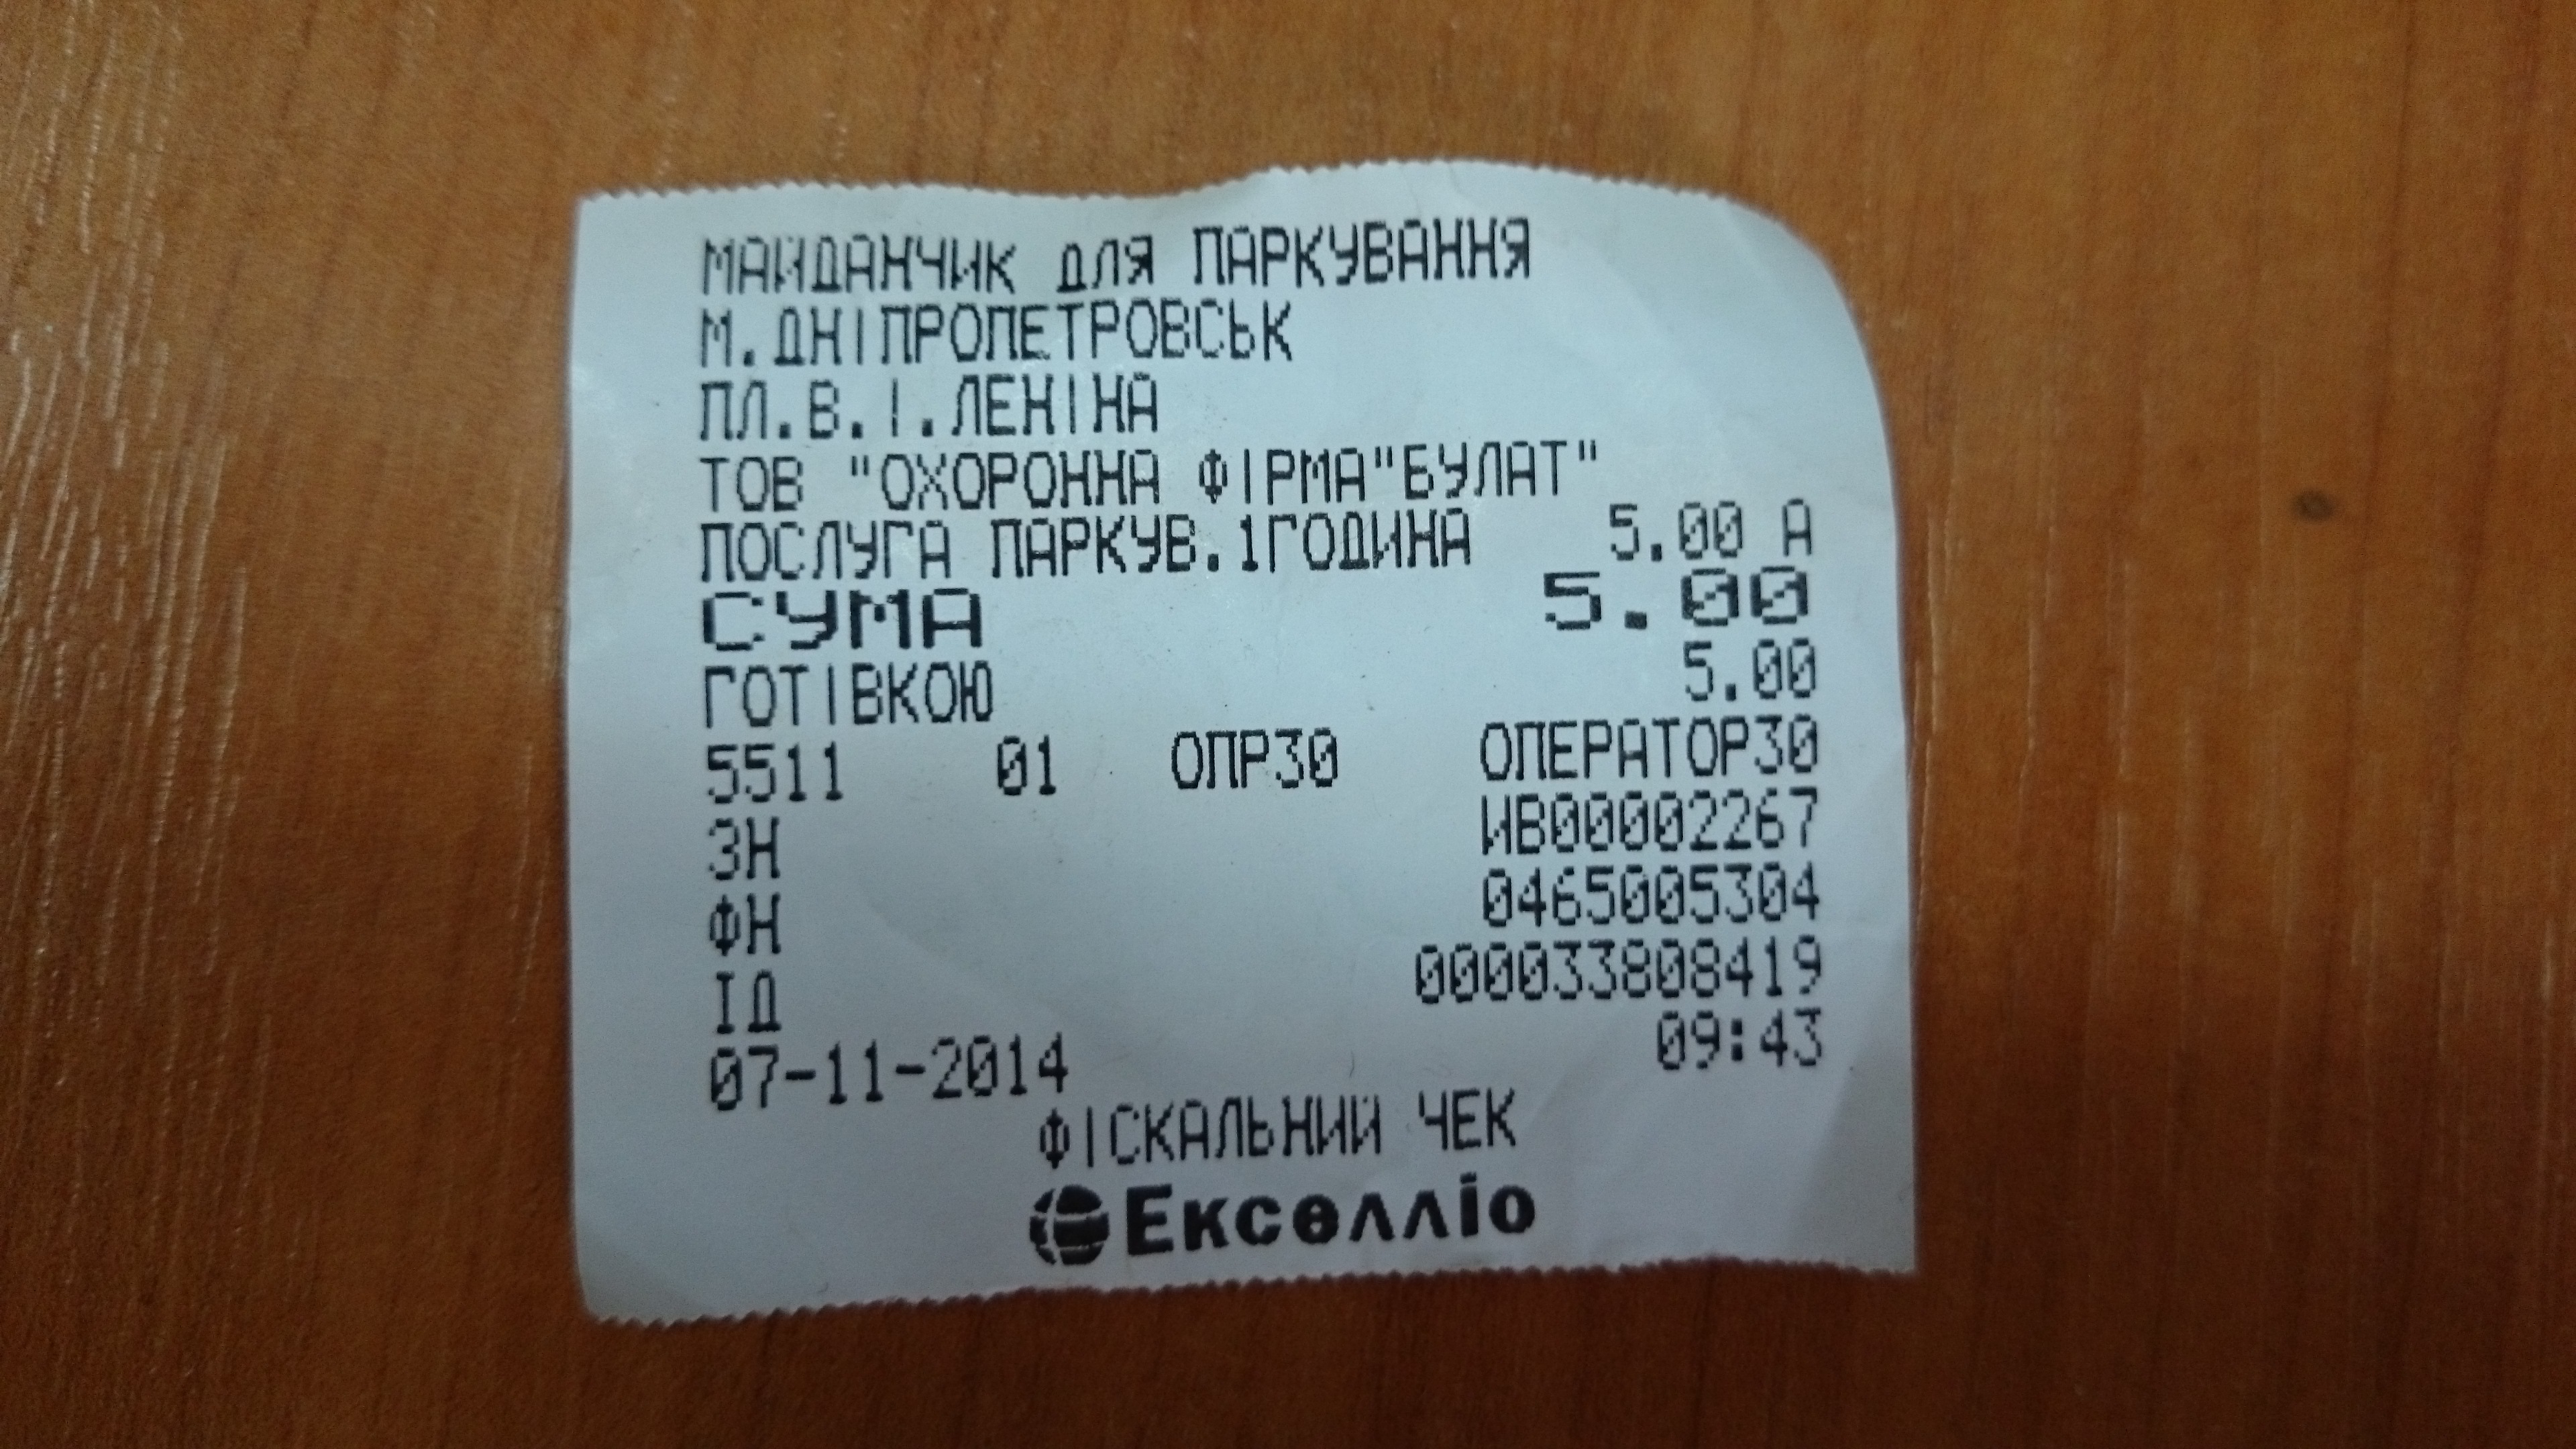 МАЙДАНЧИК ДЛЯ ПАРКУВАННЯ
М.ДНІПРОПЕТРОВСЬК
ПЛ.В.І.ЛЕНІНА
ТОВ "ОХОРОННА ФІРМА"БУЛАТ"
ПОСЛУГА ПАРКУВ.1ГОДИНА 5.00 А
СУМА 5.00
ГОТІВКОЮ 5.00
5511 01 ОПР30 ОПЕРАТОР30
ЗН ИВ00002267
ФН 0465005304
ІД 000033808419
07-11-2014 09:43
ФІСКАЛЬНИЙ ЧЕК
Екселліо